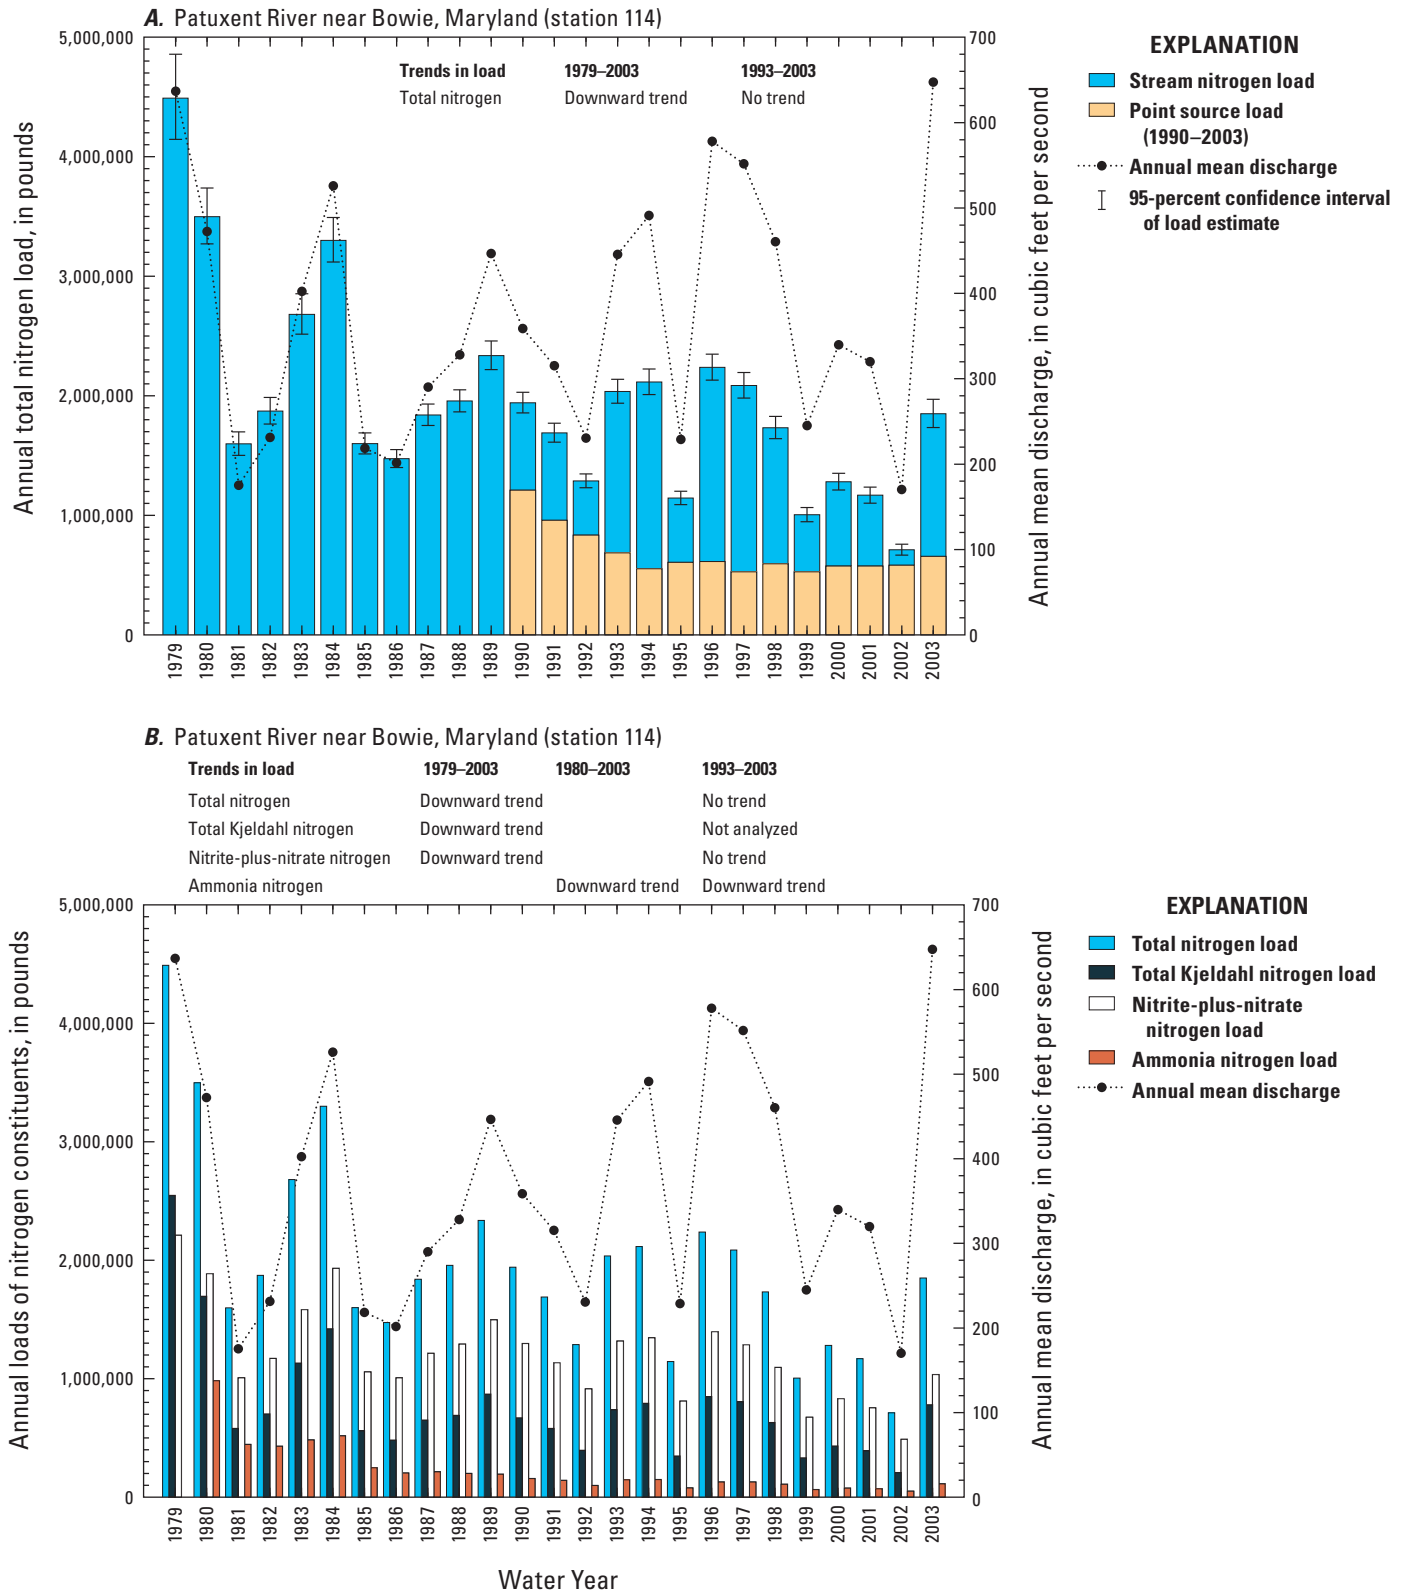 A. Patuxent River near Bowie, Maryland (station 114)
Trends in load 1979–2003 1993–2003
Total nitrogen Downward trend No trend
Annual total nitrogen load, in pounds
5,000,000
4,000,000
3,000,000
2,000,000
1,000,000
0
700
600
500
400
300
200
100
0
Annual mean discharge, in cubic feet per second
1979 1980 1981 1982 1983 1984 1985 1986 1987 1988 1989 1990 1991 1992 1993 1994 1995 1996 1997 1998 1999 2000 2001 2002 2003
EXPLANATION
Stream nitrogen load
Point source load
(1990–2003)
Annual mean discharge
95-percent confidence interval
of load estimate
B. Patuxent River near Bowie, Maryland (station 114)
Trends in load 1979–2003 1980–2003 1993–2003
Total nitrogen Downward trend No trend
Total Kjeldahl nitrogen Downward trend Not analyzed
Nitrite-plus-nitrate nitrogen Downward trend No trend
Ammonia nitrogen Downward trend Downward trend
Annual loads of nitrogen constituents, in pounds
5,000,000
4,000,000
3,000,000
2,000,000
1,000,000
0
700
600
500
400
300
200
100
0
Annual mean discharge, in cubic feet per second
1979 1980 1981 1982 1983 1984 1985 1986 1987 1988 1989 1990 1991 1992 1993 1994 1995 1996 1997 1998 1999 2000 2001 2002 2003
Water Year
EXPLANATION
Total nitrogen load
Total Kjeldahl nitrogen load
Nitrite-plus-nitrate
nitrogen load
Ammonia nitrogen load
Annual mean discharge